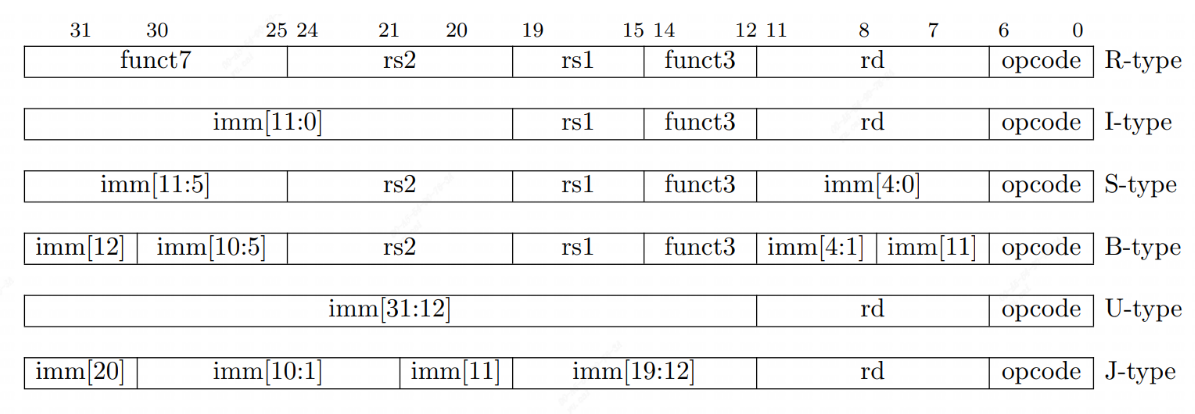 31 30 25 24 21 20 19 15 14 12 11 8 7 6 0
funct7 rs2 rs1 funct3 rd opcode R-type
imm[11:0] rs1 funct3 rd opcode I-type
imm[11:5] rs2 rs1 funct3 imm[4:0] opcode S-type
imm[12] imm[10:5] rs2 rs1 funct3 imm[4:1] imm[11] opcode B-type
imm[31:12] rd opcode U-type
imm[20] imm[10:1] imm[11] imm[19:12] rd opcode J-type